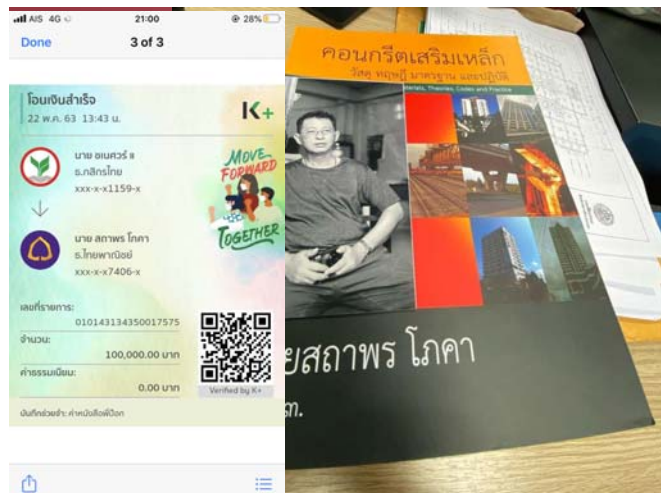 AIS 4G
21:00
28%
Done
3 of 3
โอนเงินสำเร็จ
22 พ.ค. 63 13:43 น.
K+
นาย อเนศวร์ แ
ธ.กสิกรไทย
xxx-x-x1159-x
MOVE
FORWARD
TOGETHER
นาย สถาพร โภคา
ธ.ไทยพาณิชย์
xxx-x-x7406-x
เลขที่รายการ:
010143134350017575
จำนวน:
100,000.00 บาท
ค่าธรรมเนียม:
0.00 บาท
Verified by K+
บันทึกช่วยจำ: ค่าหนังสือพี่ป๊อก
คอนกรีตเสริมเหล็ก
วัสดุ ทฤษฎี มาตรฐาน และปฏิบัติ
Materials, Theories, Codes and Practice
ยสถาพร โภคา